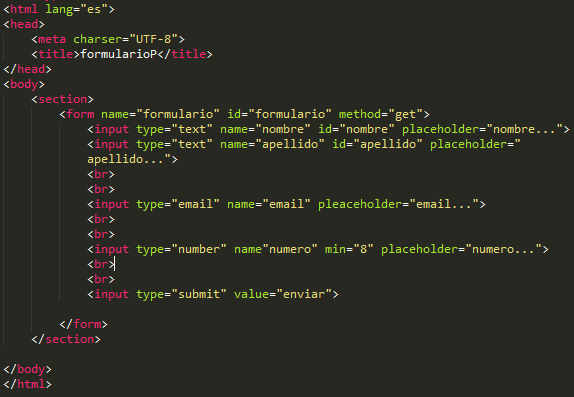 <html lang="es">
<head>
<meta charser="UTF-8">
<title>formularioP</title>
</head>
<body>
<section>
<form name="formulario" id="formulario" method="get">
<input type="text" name="nombre" id="nombre" placeholder="nombre...">
<input type="text" name="apellido" id="apellido" placeholder="
apellido...">
<br>
<br>
<input type="email" name="email" pleaceholder="email...">
<br>
<br>
<input type="number" name"numero" min="8" placeholder="numero...">
<br>
<br>
<input type="submit" value="enviar">
</form>
</section>
</body>
</html>